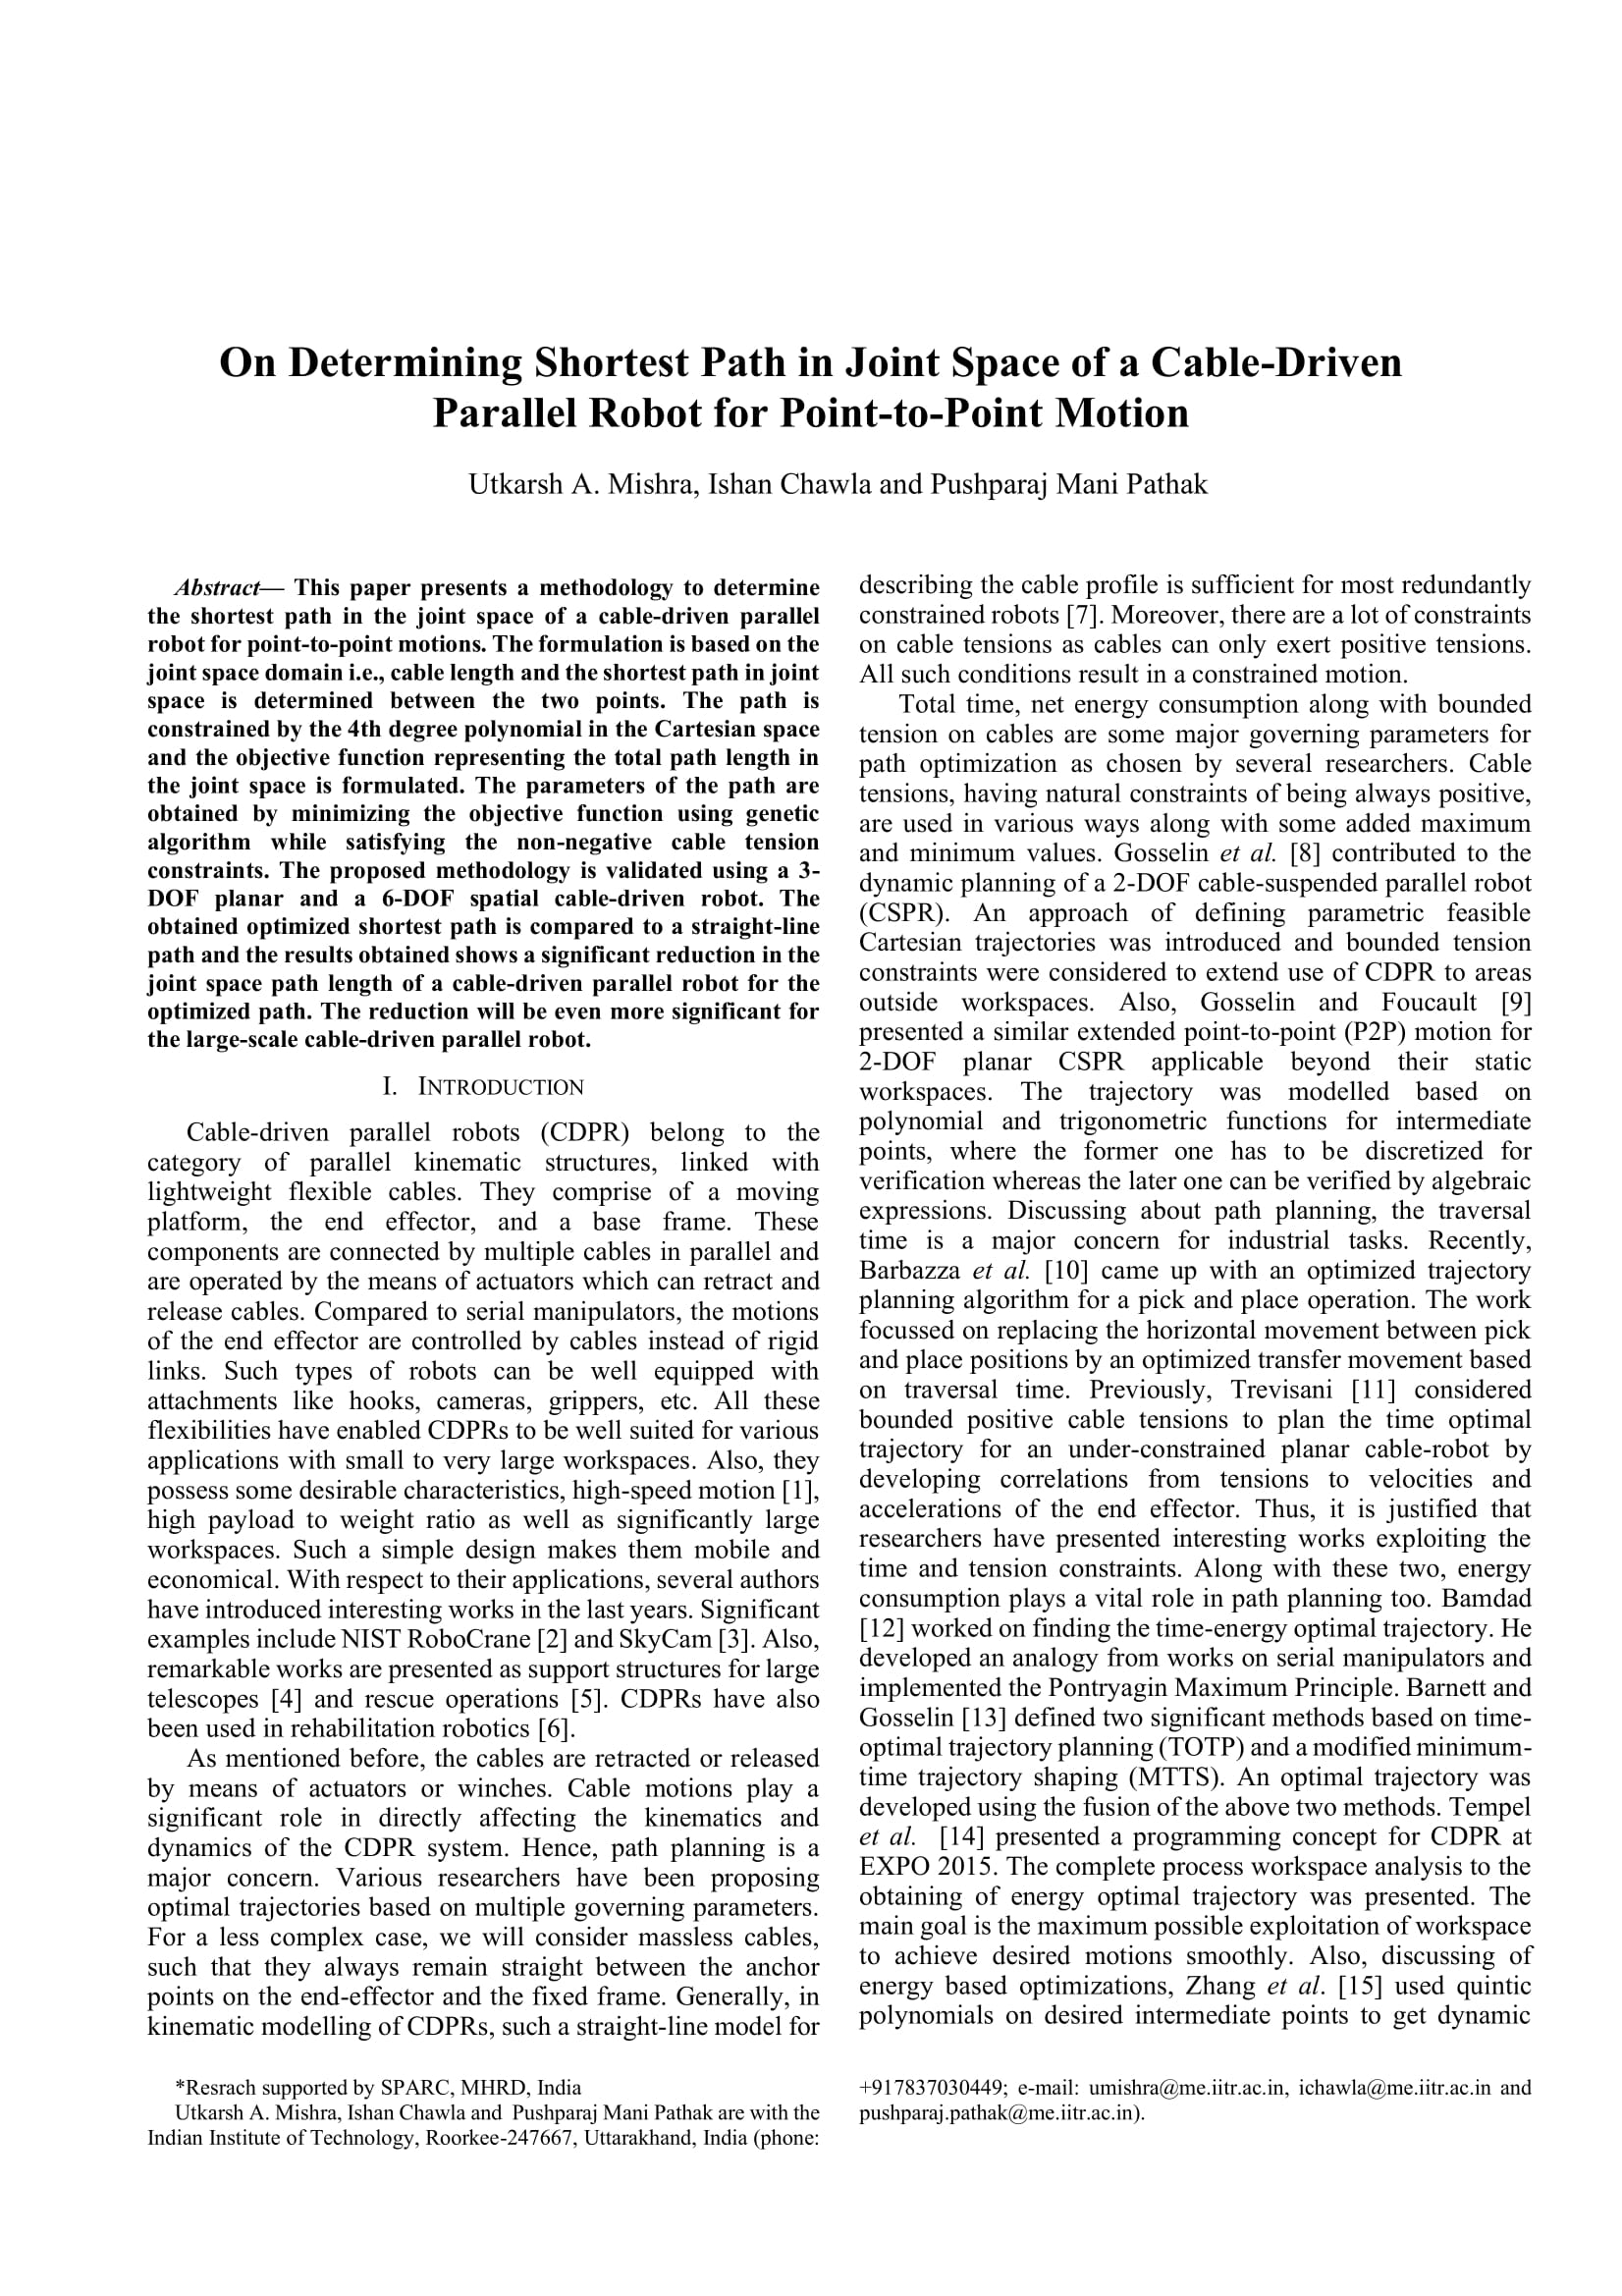 On Determining Shortest Path in Joint Space of a Cable-Driven
Parallel Robot for Point-to-Point Motion
Utkarsh A. Mishra, Ishan Chawla and Pushparaj Mani Pathak
Abstract— This paper presents a methodology to determine
the shortest path in the joint space of a cable-driven parallel
robot for point-to-point motions. The formulation is based on the
joint space domain i.e., cable length and the shortest path in joint
space is determined between the two points. The path is
constrained by the 4th degree polynomial in the Cartesian space
and the objective function representing the total path length in
the joint space is formulated. The parameters of the path are
obtained by minimizing the objective function using genetic
algorithm while satisfying the non-negative cable tension
constraints. The proposed methodology is validated using a 3-
DOF planar and a 6-DOF spatial cable-driven robot. The
obtained optimized shortest path is compared to a straight-line
path and the results obtained shows a significant reduction in the
joint space path length of a cable-driven parallel robot for the
optimized path. The reduction will be even more significant for
the large-scale cable-driven parallel robot.
I. INTRODUCTION
Cable-driven parallel robots (CDPR) belong to the
category of parallel kinematic structures, linked with
lightweight flexible cables. They comprise of a moving
platform, the end effector, and a base frame. These
components are connected by multiple cables in parallel and
are operated by the means of actuators which can retract and
release cables. Compared to serial manipulators, the motions
of the end effector are controlled by cables instead of rigid
links. Such types of robots can be well equipped with
attachments like hooks, cameras, grippers, etc. All these
flexibilities have enabled CDPRs to be well suited for various
applications with small to very large workspaces. Also, they
possess some desirable characteristics, high-speed motion [1],
high payload to weight ratio as well as significantly large
workspaces. Such a simple design makes them mobile and
economical. With respect to their applications, several authors
have introduced interesting works in the last years. Significant
examples include NIST RoboCrane [2] and SkyCam [3]. Also,
remarkable works are presented as support structures for large
telescopes [4] and rescue operations [5]. CDPRs have also
been used in rehabilitation robotics [6].
As mentioned before, the cables are retracted or released
by means of actuators or winches. Cable motions play a
significant role in directly affecting the kinematics and
dynamics of the CDPR system. Hence, path planning is a
major concern. Various researchers have been proposing
optimal trajectories based on multiple governing parameters.
For a less complex case, we will consider massless cables,
such that they always remain straight between the anchor
points on the end-effector and the fixed frame. Generally, in
kinematic modelling of CDPRs, such a straight-line model for
*Resrach supported by SPARC, MHRD, India
Utkarsh A. Mishra, Ishan Chawla and Pushparaj Mani Pathak are with the
Indian Institute of Technology, Roorkee-247667, Uttarakhand, India (phone:
describing the cable profile is sufficient for most redundantly
constrained robots [7]. Moreover, there are a lot of constraints
on cable tensions as cables can only exert positive tensions.
All such conditions result in a constrained motion.
Total time, net energy consumption along with bounded
tension on cables are some major governing parameters for
path optimization as chosen by several researchers. Cable
tensions, having natural constraints of being always positive,
are used in various ways along with some added maximum
and minimum values. Gosselin et al. [8] contributed to the
dynamic planning of a 2-DOF cable-suspended parallel robot
(CSPR). An approach of defining parametric feasible
Cartesian trajectories was introduced and bounded tension
constraints were considered to extend use of CDPR to areas
outside workspaces. Also, Gosselin and Foucault [9]
presented a similar extended point-to-point (P2P) motion for
2-DOF planar CSPR applicable beyond their static
workspaces. The trajectory was modelled based on
polynomial and trigonometric functions for intermediate
points, where the former one has to be discretized for
verification whereas the later one can be verified by algebraic
expressions. Discussing about path planning, the traversal
time is a major concern for industrial tasks. Recently,
Barbazza et al. [10] came up with an optimized trajectory
planning algorithm for a pick and place operation. The work
focussed on replacing the horizontal movement between pick
and place positions by an optimized transfer movement based
on traversal time. Previously, Trevisani [11] considered
bounded positive cable tensions to plan the time optimal
trajectory for an under-constrained planar cable-robot by
developing correlations from tensions to velocities and
accelerations of the end effector. Thus, it is justified that
researchers have presented interesting works exploiting the
time and tension constraints. Along with these two, energy
consumption plays a vital role in path planning too. Bamdad
[12] worked on finding the time-energy optimal trajectory. He
developed an analogy from works on serial manipulators and
implemented the Pontryagin Maximum Principle. Barnett and
Gosselin [13] defined two significant methods based on time-
optimal trajectory planning (TOTP) and a modified minimum-
time trajectory shaping (MTTS). An optimal trajectory was
developed using the fusion of the above two methods. Tempel
et al. [14] presented a programming concept for CDPR at
EXPO 2015. The complete process workspace analysis to the
obtaining of energy optimal trajectory was presented. The
main goal is the maximum possible exploitation of workspace
to achieve desired motions smoothly. Also, discussing of
energy based optimizations, Zhang et al. [15] used quintic
polynomials on desired intermediate points to get dynamic
+917837030449; e-mail: umishra@me.iitr.ac.in, ichawla@me.iitr.ac.in and
pushparaj.pathak@me.iitr.ac.in).